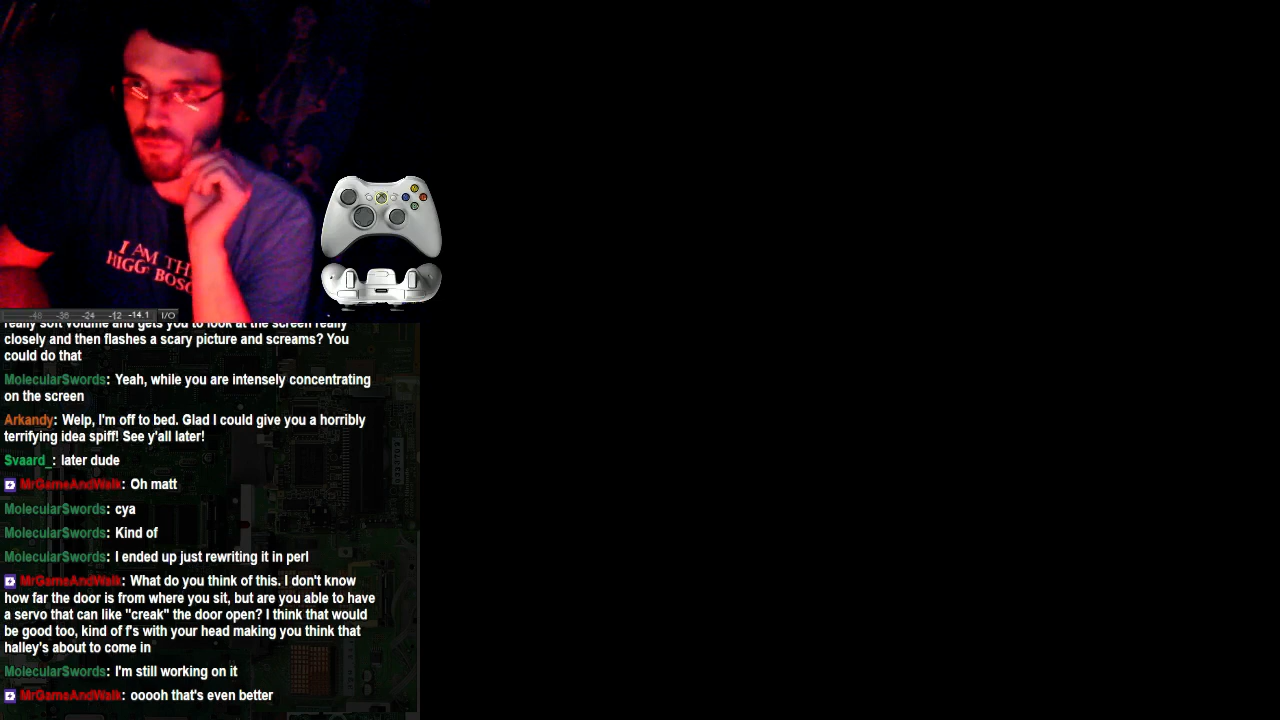 I AM TH
HIGG BOSO
-48 -36 -24 -12 -14.1 I/O
really soft volume and gets you to look at the screen really
closely and then flashes a scary picture and screams? You
could do that
MolecularSwords: Yeah, while you are intensely concentrating
on the screen
Arkandy: Welp, I'm off to bed. Glad I could give you a horribly
terrifying idea spiff! See y'all later!
Svaard_: later dude
MrGameAndWalk: Oh matt
MolecularSwords: cya
MolecularSwords: Kind of
MolecularSwords: I ended up just rewriting it in perl
MrGameAndWalk: What do you think of this. I don't know
how far the door is from where you sit, but are you able to have
a servo that can like "creak" the door open? I think that would
be good too, kind of f's with your head making you think that
halley's about to come in
MolecularSwords: I'm still working on it
MrGameAndWalk: ooooh that's even better